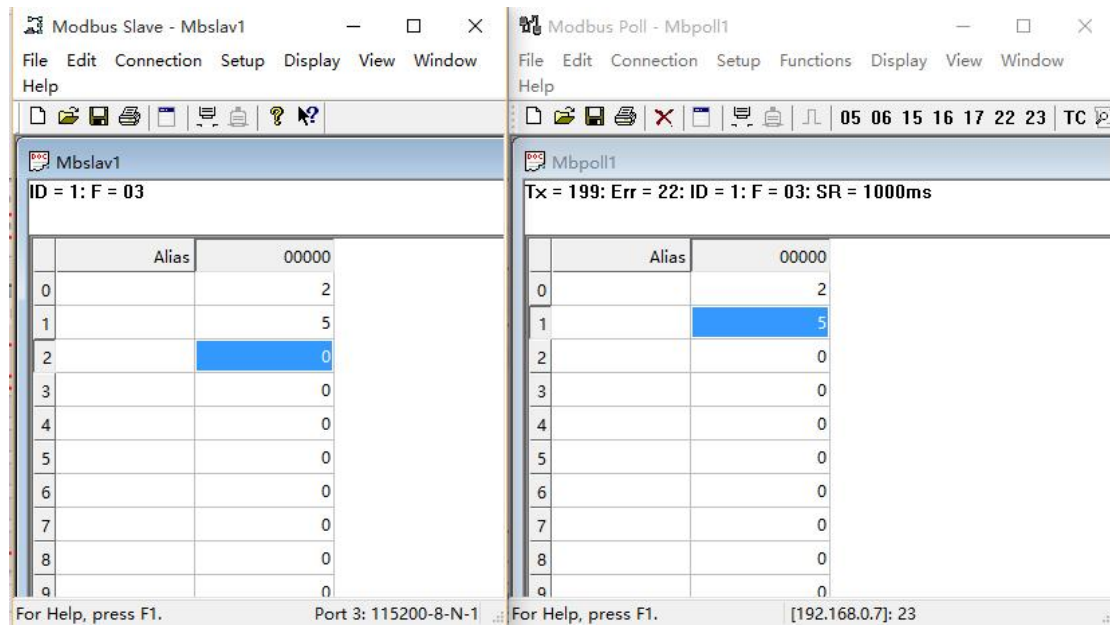 Modbus Slave - Mbslav1
File Edit Connection Setup Display View Window
Help
Mbslav1
ID = 1: F = 03
Alias 00000
0 2
1 5
2 0
3 0
4 0
5 0
6 0
7 0
8 0
9 0
For Help, press F1. Port 3: 115200-8-N-1
Modbus Poll - Mbpoll1
File Edit Connection Setup Functions Display View Window
Help
05 06 15 16 17 22 23 TC
Mbpoll1
Tx = 199: Err = 22: ID = 1: F = 03: SR = 1000ms
Alias 00000
0 2
1 5
2 0
3 0
4 0
5 0
6 0
7 0
8 0
9 0
For Help, press F1. [192.168.0.7]: 23